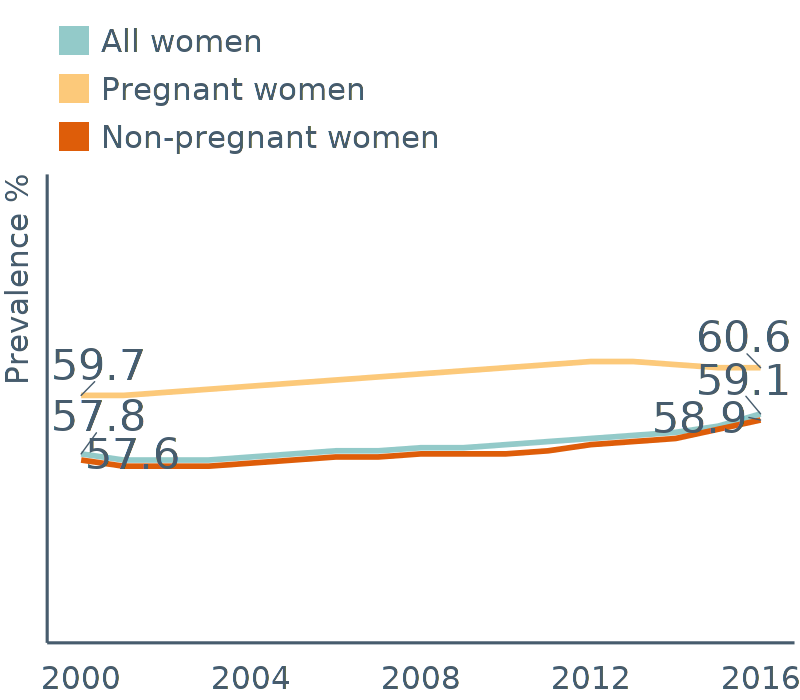 All women
Pregnant women
Non-pregnant women
Prevalence %
59.7
57.8
57.6
60.6
59.1
58.9
2000 2004 2008 2012 2016